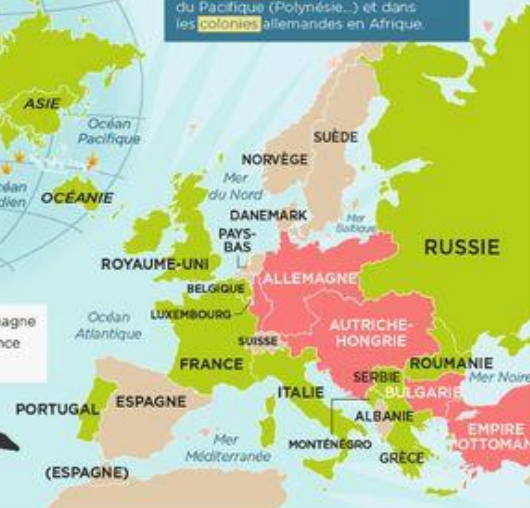 du Pacifique (Polynésie...) et dans
les colonies allemandes en Afrique.
ASIE
Océan
Pacifique
OCÉANIE
SUÈDE
NORVÈGE
Mer
du Nord
DANEMARK
Mer
Baltique
PAYS-
BAS
RUSSIE
ROYAUME-UNI
ALLEMAGNE
BELGIQUE
LUXEMBOURG
Océan
Atlantique
AUTRICHE-
HONGRIE
SUISSE
FRANCE
ROUMANIE
SERBIE
Mer Noire
ITALIE
BULGARIE
ESPAGNE
PORTUGAL
ALBANIE
EMPIRE
OTTOMAN
MONTÉNÉGRO
Mer
Méditerranée
GRÈCE
(ESPAGNE)